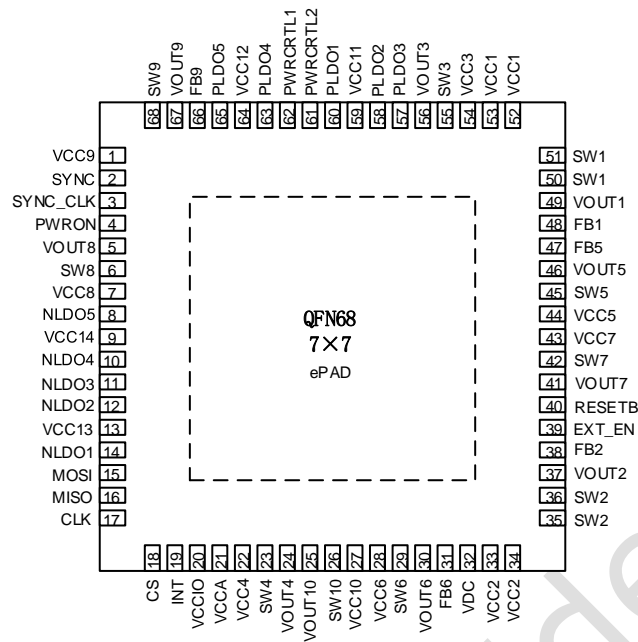 SW9
VOUT9
FB9
PLDO5
VCC12
PLDO4
PWRCRTL1
PWRCRTL2
PLDO1
VCC11
PLDO2
PLDO3
VOUT3
SW3
VCC3
VCC1
VCC1
68
67
66
65
64
63
62
61
60
59
58
57
56
55
54
53
52
VCC9 1
SYNC 2
SYNC_CLK 3
PWRON 4
VOUT8 5
SW8 6
VCC8 7
NLDO5 8
VCC14 9
NLDO4 10
NLDO3 11
NLDO2 12
VCC13 13
NLDO1 14
MOSI 15
MISO 16
CLK 17
QFN68
7×7
ePAD
51 SW1
50 SW1
49 VOUT1
48 FB1
47 FB5
46 VOUT5
45 SW5
44 VCC5
43 VCC7
42 SW7
41 VOUT7
40 RESETB
39 EXT_EN
38 FB2
37 VOUT2
36 SW2
35 SW2
18
19
20
21
22
23
24
25
26
27
28
29
30
31
32
33
34
CS
INT
VCCIO
VCCA
VCC4
SW4
VOUT4
VOUT10
SW10
VCC10
VCC6
SW6
VOUT6
FB6
VDC
VCC2
VCC2